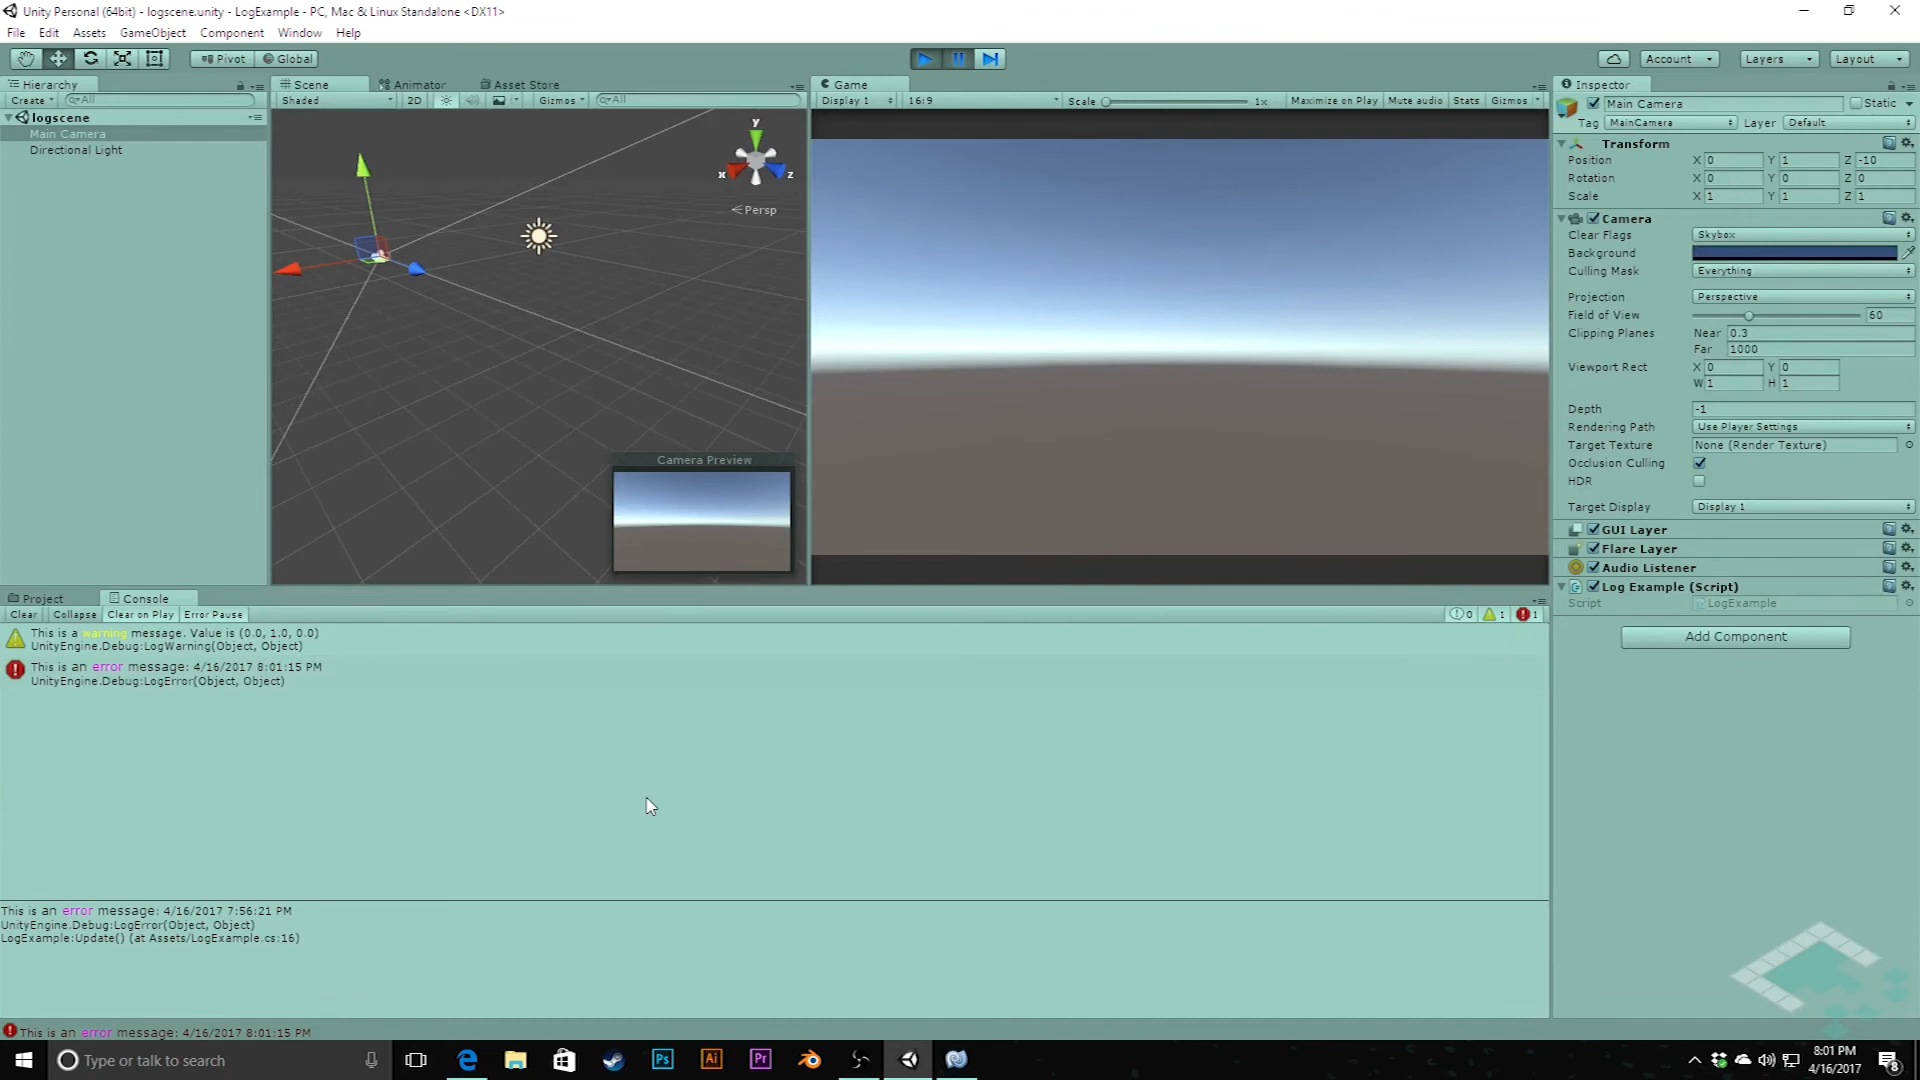 Unity Personal (64bit) - logscene.unity - LogExample - PC, Mac & Linux Standalone <DX11>
File Edit Assets GameObject Component Window Help
Pivot Global Account Layers Layout
Hierarchy
Create All
logscene
Main Camera
Directional Light
Scene Animator Asset Store
Shaded 2D Gizmos All
y
x z
Persp
Camera Preview
Game
Display 1 16:9 Scale 1x Maximize on Play Mute audio Stats Gizmos
Inspector
Main Camera Static
Tag MainCamera Layer Default
Transform
Position X 0 Y 1 Z -10
Rotation X 0 Y 0 Z 0
Scale X 1 Y 1 Z 1
Camera
Clear Flags Skybox
Background
Culling Mask Everything
Projection Perspective
Field of View 60
Clipping Planes Near 0.3
Far 1000
Viewport Rect X 0 Y 0
W 1 H 1
Depth -1
Rendering Path Use Player Settings
Target Texture None (Render Texture)
Occlusion Culling
HDR
Target Display Display 1
GUI Layer
Flare Layer
Audio Listener
Log Example (Script)
Script LogExample
Add Component
Project Console
Clear Collapse Clear on Play Error Pause 0 1 1
This is a warning message. Value is (0.0, 1.0, 0.0)
UnityEngine.Debug:LogWarning(Object, Object)
This is an error message: 4/16/2017 8:01:15 PM
UnityEngine.Debug:LogError(Object, Object)
This is an error message: 4/16/2017 7:56:21 PM
UnityEngine.Debug:LogError(Object, Object)
LogExample:Update() (at Assets/LogExample.cs:16)
This is an error message: 4/16/2017 8:01:15 PM
Type or talk to search Ps Ai Pr
8:01 PM
4/16/2017
8